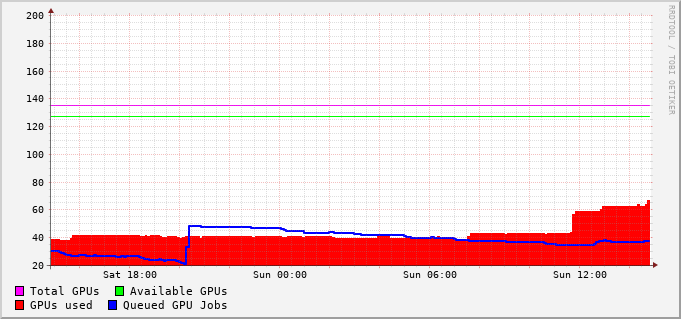 200
180
160
140
120
100
80
60
40
20
Sat 18:00 Sun 00:00 Sun 06:00 Sun 12:00
Total GPUs Available GPUs
GPUs used Queued GPU Jobs
RRDTOOL / TOBI OETIKER